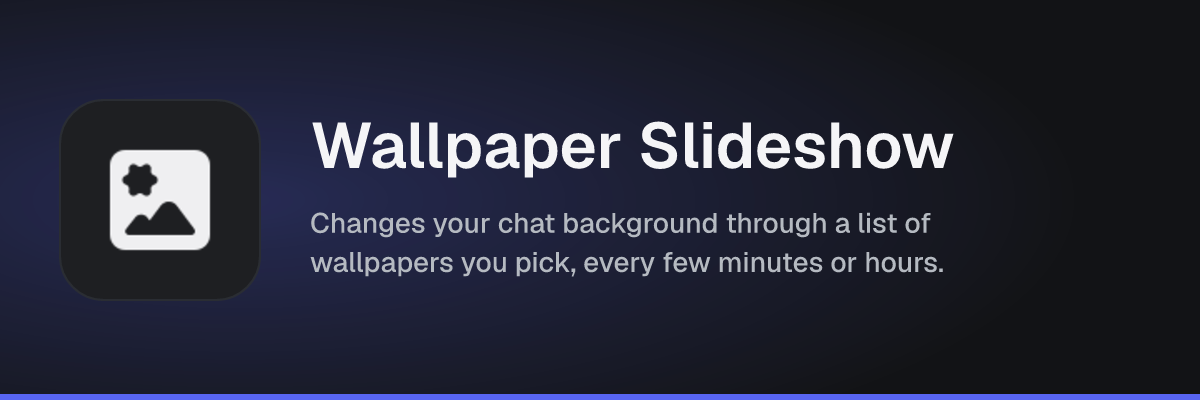 Wallpaper Slideshow
Changes your chat background through a list of
wallpapers you pick, every few minutes or hours.